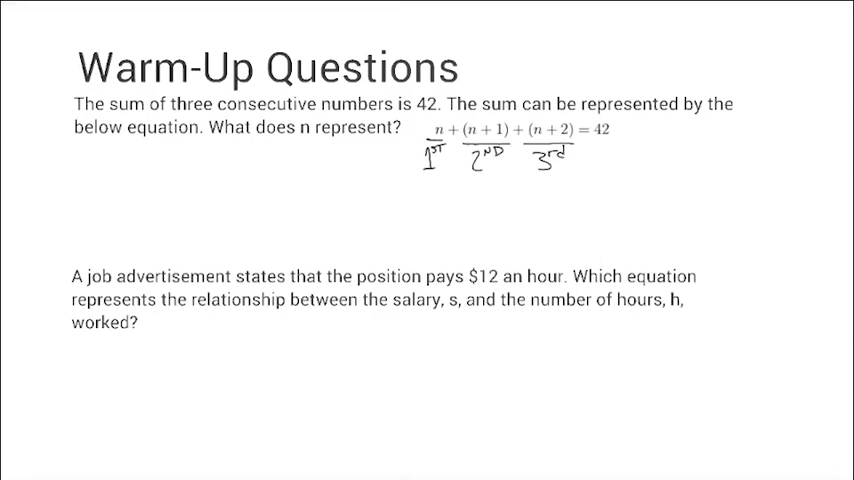 Warm-Up Questions
The sum of three consecutive numbers is 42. The sum can be represented by the
below equation. What does n represent? n + (n + 1) + (n + 2) = 42
1ST 2ND 3rd
A job advertisement states that the position pays $12 an hour. Which equation
represents the relationship between the salary, s, and the number of hours, h,
worked?